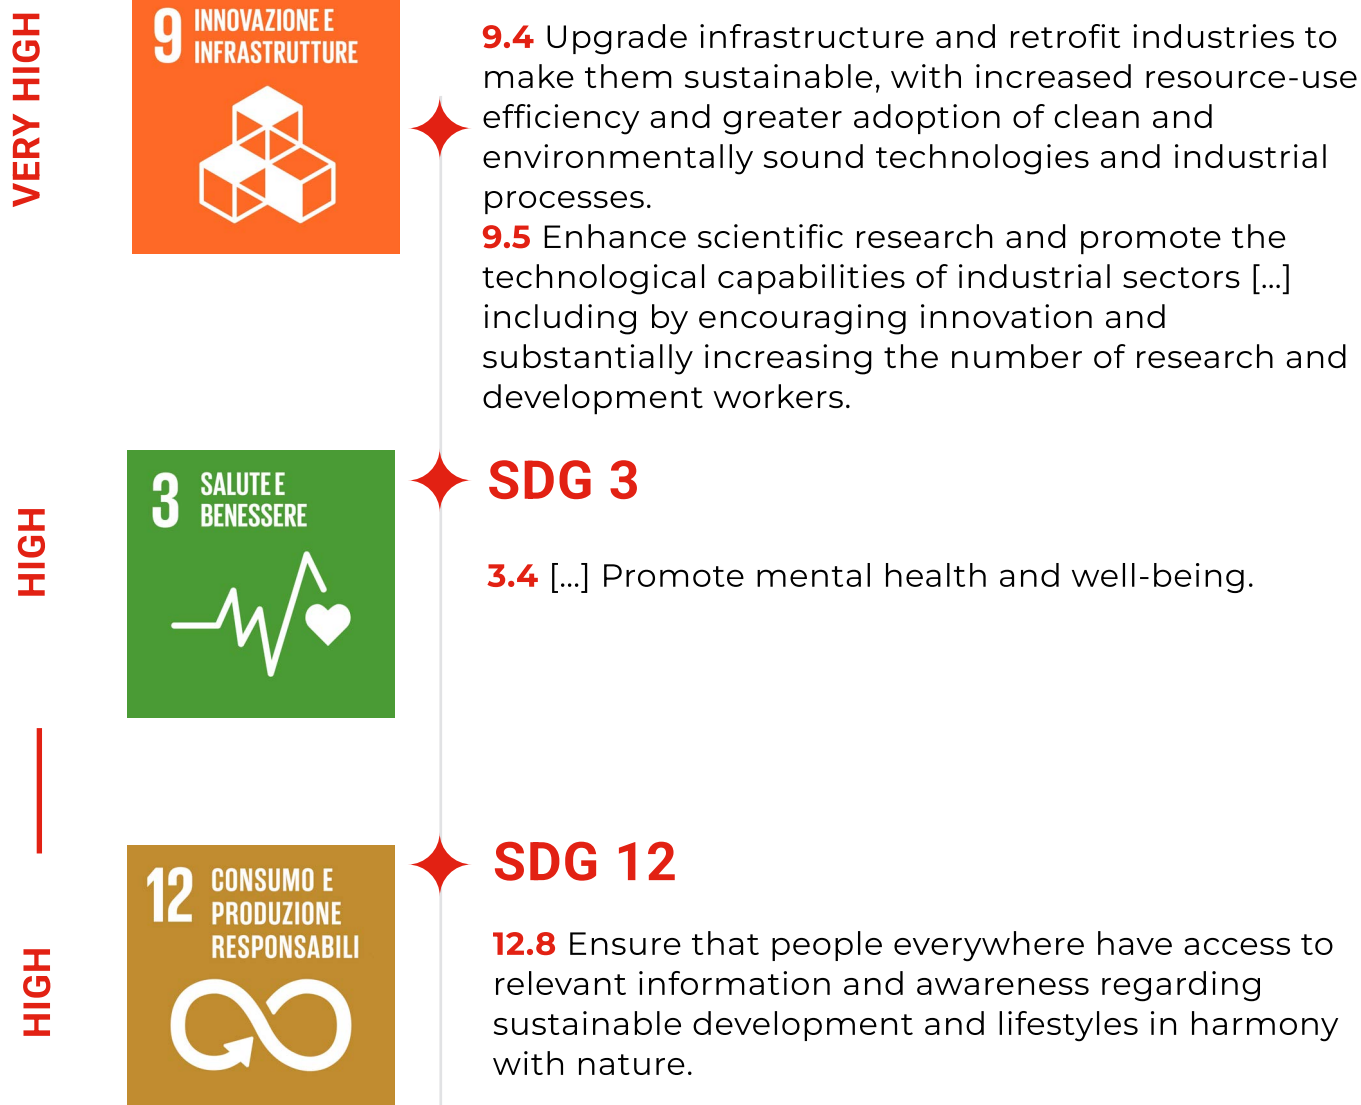 VERY HIGH
9 INNOVAZIONE E
INFRASTRUTTURE
9.4 Upgrade infrastructure and retrofit industries to
make them sustainable, with increased resource-use
efficiency and greater adoption of clean and
environmentally sound technologies and industrial
processes.
9.5 Enhance scientific research and promote the
technological capabilities of industrial sectors [...]
including by encouraging innovation and
substantially increasing the number of research and
development workers.
HIGH
3 SALUTE E
BENESSERE
SDG 3
3.4 [...] Promote mental health and well-being.
HIGH
12 CONSUMO E
PRODUZIONE
RESPONSABILI
SDG 12
12.8 Ensure that people everywhere have access to
relevant information and awareness regarding
sustainable development and lifestyles in harmony
with nature.